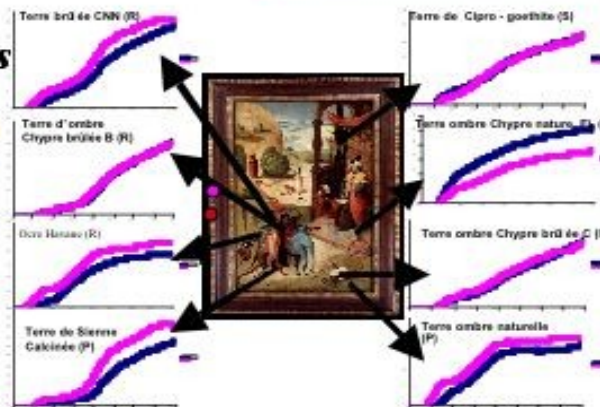 s
Terre brûlée CNN (R)
Terre d'ombre
Chypre brûlée B (R)
Ocre Havane (R)
Terre de Sienne
Calcinée (P)
Terre de Cipro - goethite (S)
Terre ombre Chypre nature
Terre ombre Chypre brûlée C
Terre ombre naturelle
(P)